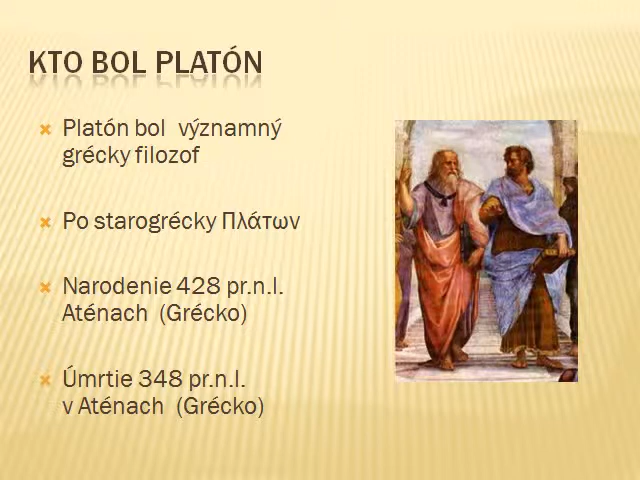 KTO BOL PLATÓN
Platón bol významný
grécky filozof
Po starogrécky Πλάτων
Narodenie 428 pr.n.l.
Aténach (Grécko)
Úmrtie 348 pr.n.l.
v Aténach (Grécko)